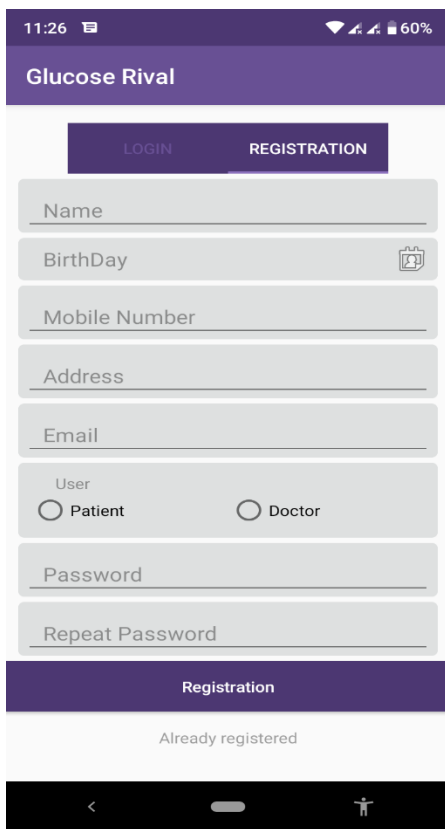 11:26 60%
Glucose Rival
LOGIN REGISTRATION
Name
BirthDay
Mobile Number
Address
Email
User
Patient Doctor
Password
Repeat Password
Registration
Already registered